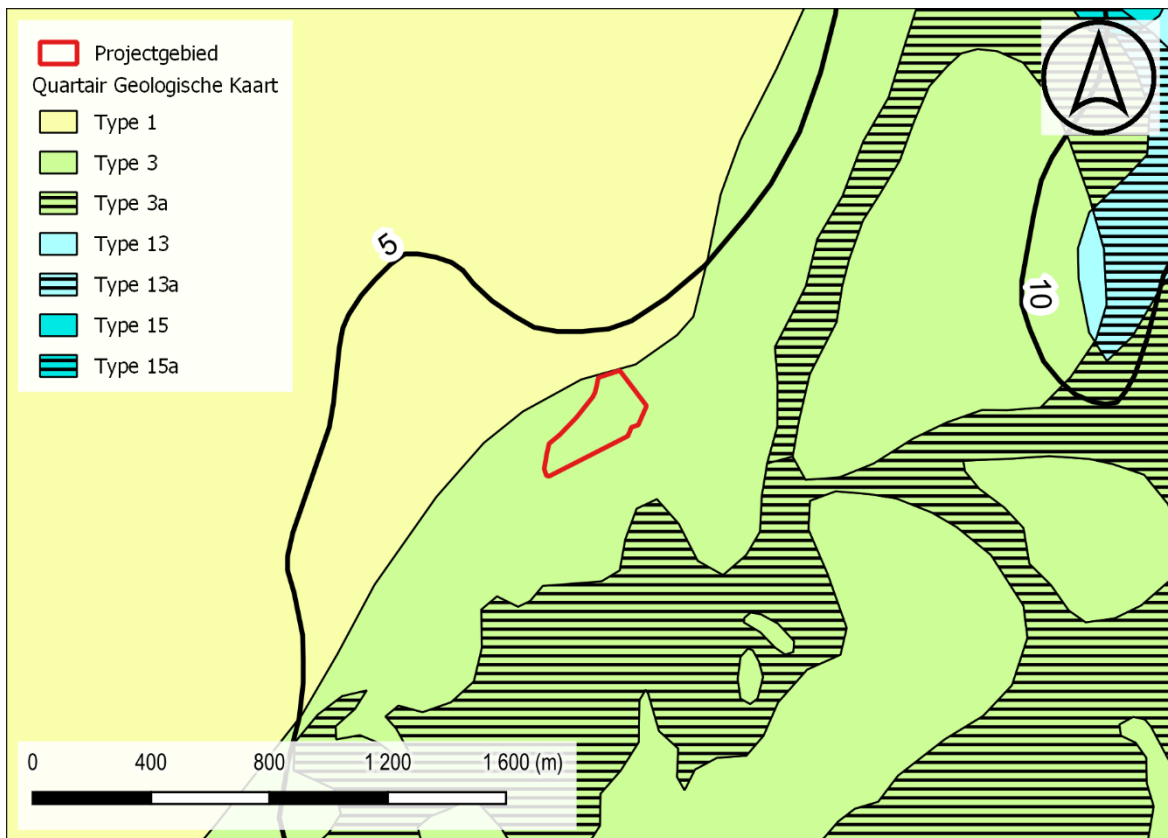 Projectgebied
Quartair Geologische Kaart
Type 1
Type 3
Type 3a
Type 13
Type 13a
Type 15
Type 15a
5
10
0 400 800 1 200 1 600 (m)